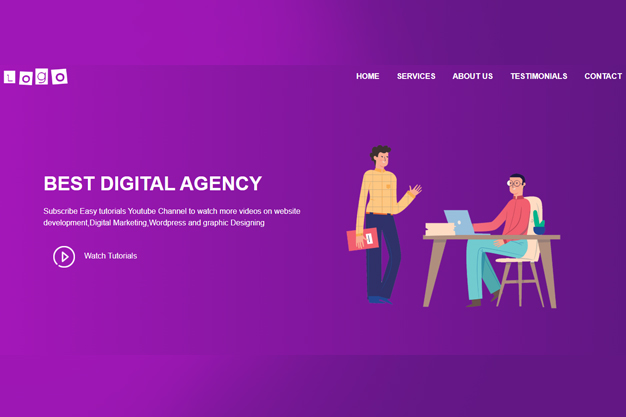 Logo
HOME SERVICES ABOUT US TESTIMONIALS CONTACT
BEST DIGITAL AGENCY
Subscribe Easy tutorials Youtube Channel to watch more videos on website
development,Digital Marketing,Wordpress and graphic Designing
Watch Tutorials